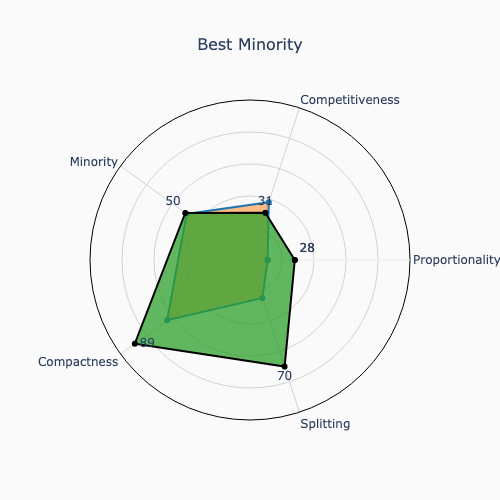 Best Minority
Competitiveness
Minority
50
31
28
Proportionality
89
Compactness
70
Splitting